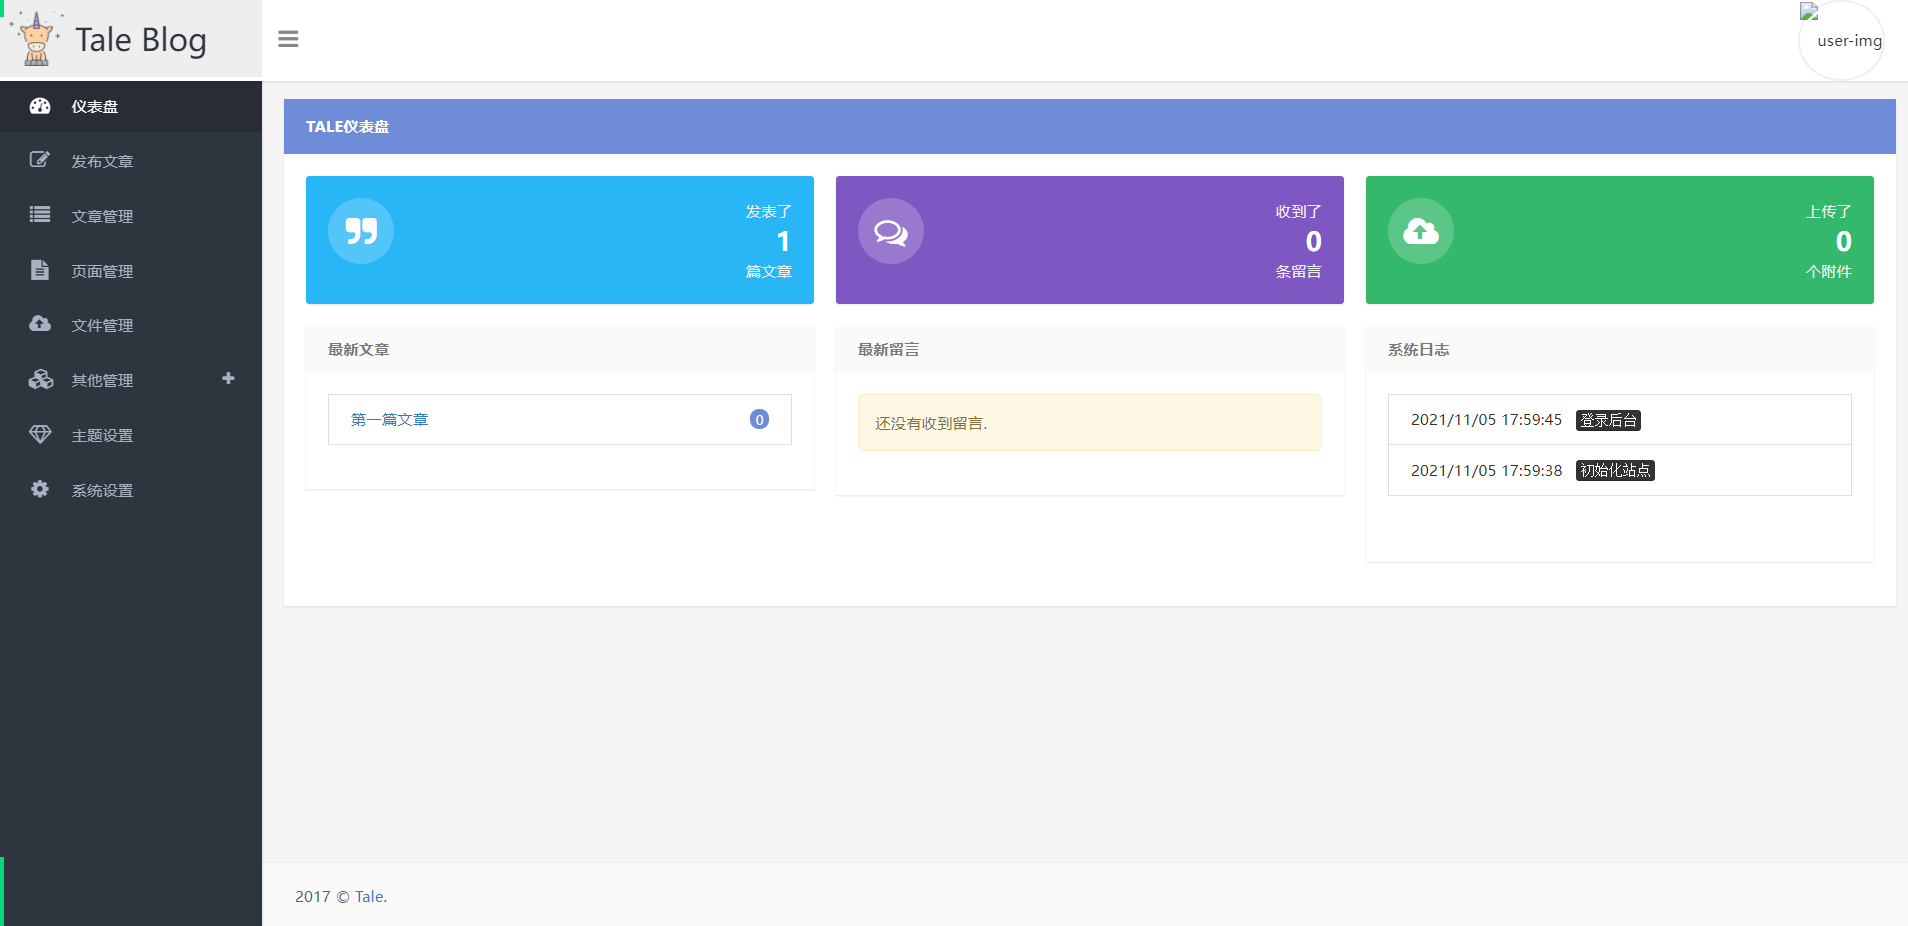 Tale Blog
user-img
仪表盘
发布文章
文章管理
页面管理
文件管理
其他管理
主题设置
系统设置
TALE仪表盘
发表了
1
篇文章
收到了
0
条留言
上传了
0
个附件
最新文章
第一篇文章 0
最新留言
还没有收到留言.
系统日志
2021/11/05 17:59:45 登录后台
2021/11/05 17:59:38 初始化站点
2017 © Tale.